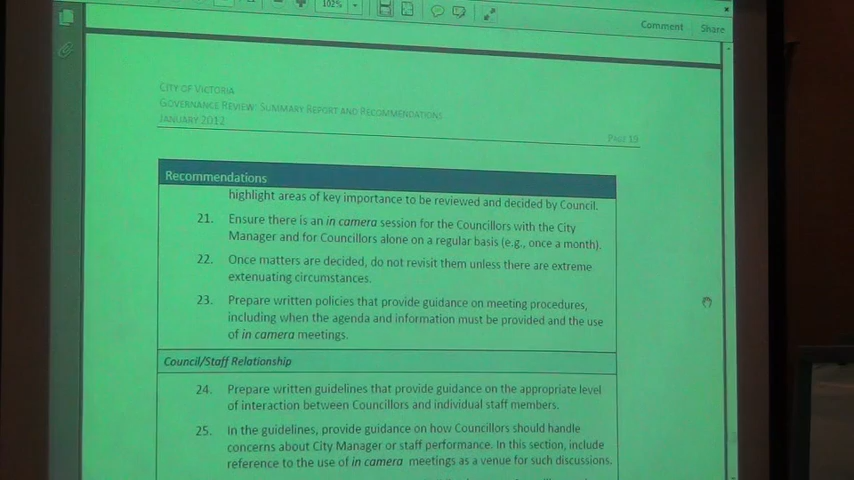 102%
Comment
Share
CITY OF VICTORIA
GOVERNANCE REVIEW: SUMMARY REPORT AND RECOMMENDATIONS
JANUARY 2012
PAGE 19
Recommendations
highlight areas of key importance to be reviewed and decided by Council.
21. Ensure there is an in camera session for the Councillors with the City
Manager and for Councillors alone on a regular basis (e.g., once a month).
22. Once matters are decided, do not revisit them unless there are extreme
extenuating circumstances.
23. Prepare written policies that provide guidance on meeting procedures,
including when the agenda and information must be provided and the use
of in camera meetings.
Council/Staff Relationship
24. Prepare written guidelines that provide guidance on the appropriate level
of interaction between Councillors and individual staff members.
25. In the guidelines, provide guidance on how Councillors should handle
concerns about City Manager or staff performance. In this section, include
reference to the use of in camera meetings as a venue for such discussions.